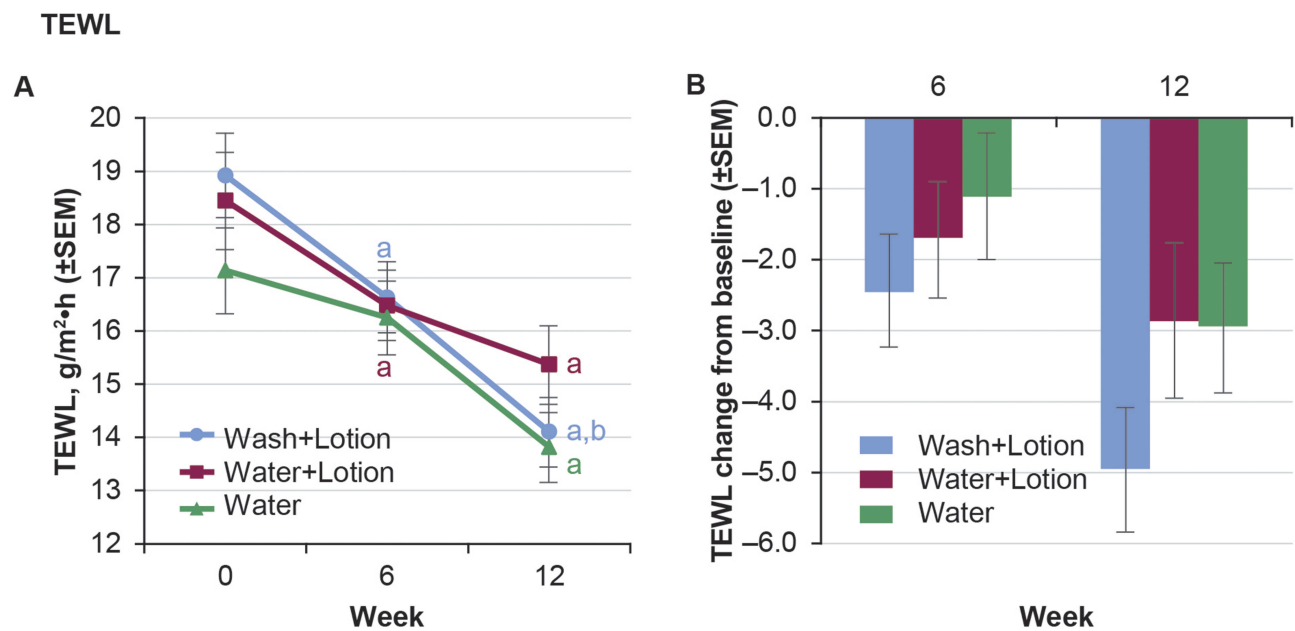 TEWL
A
TEWL, g/m²•h (±SEM)
20
19
18
17
16
15
14
13
12
a
a
a
a,b
a
Wash+Lotion
Water+Lotion
Water
0 6 12
Week
B
TEWL change from baseline (±SEM)
6 12
0.0
–1.0
–2.0
–3.0
–4.0
–5.0
–6.0
Wash+Lotion
Water+Lotion
Water
Week